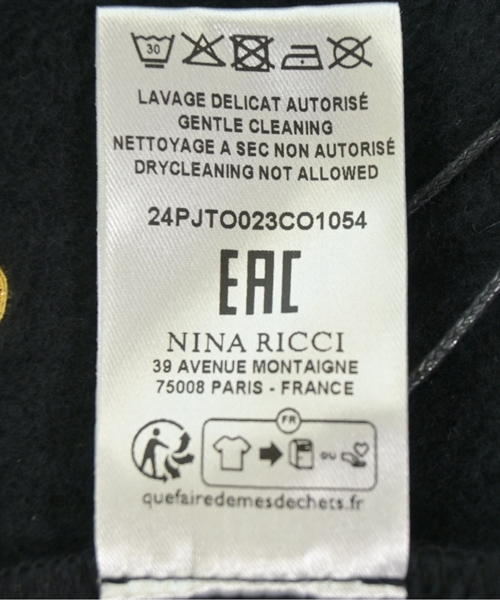 30
LAVAGE DELICAT AUTORISÉ
GENTLE CLEANING
NETTOYAGE A SEC NON AUTORISÉ
DRYCLEANING NOT ALLOWED
24PJTO023CO1054
EAC
NINA RICCI
39 AVENUE MONTAIGNE
75008 PARIS - FRANCE
FR
OU
quefairedemesdechets.fr